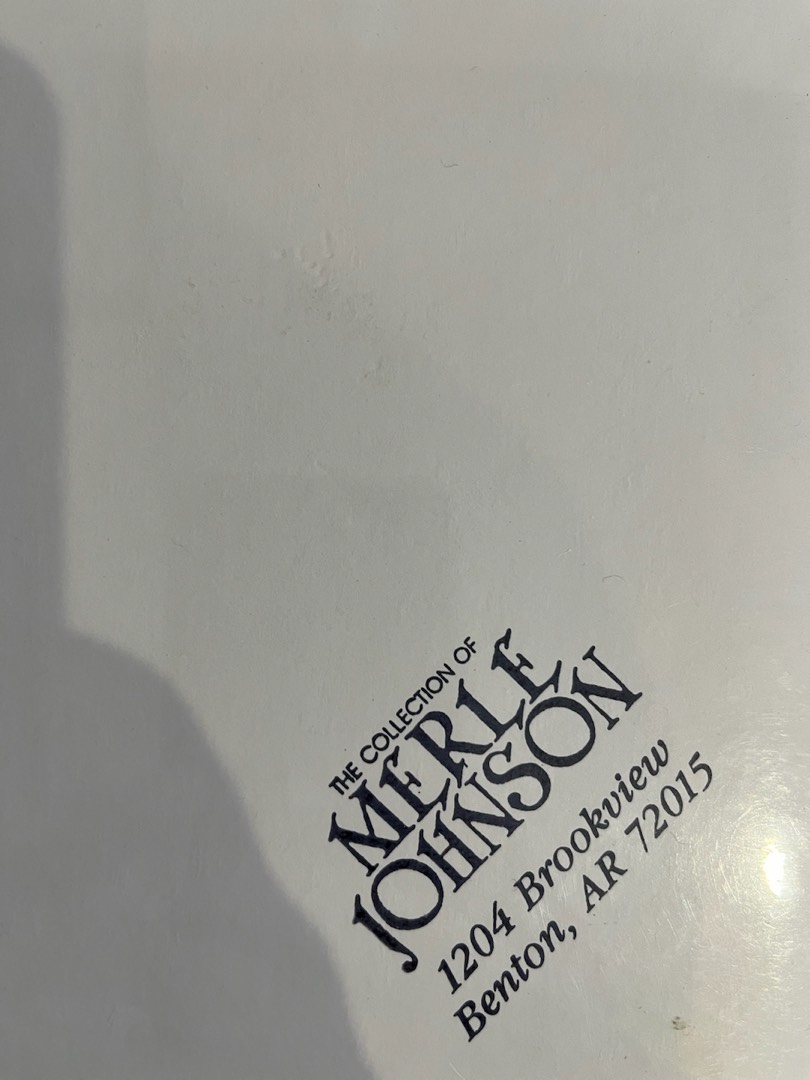 THE COLLECTION OF
MERLE
JOHNSON
1204 Brookview
Benton, AR 72015